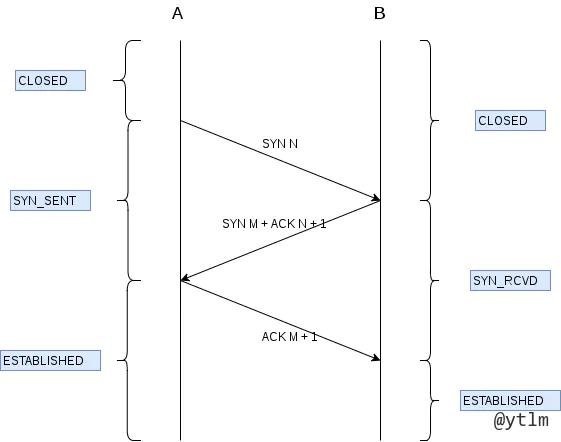 A
B
CLOSED
CLOSED
SYN N
SYN_SENT
SYN M + ACK N + 1
SYN_RCVD
ACK M + 1
ESTABLISHED
ESTABLISHED
@ytlm